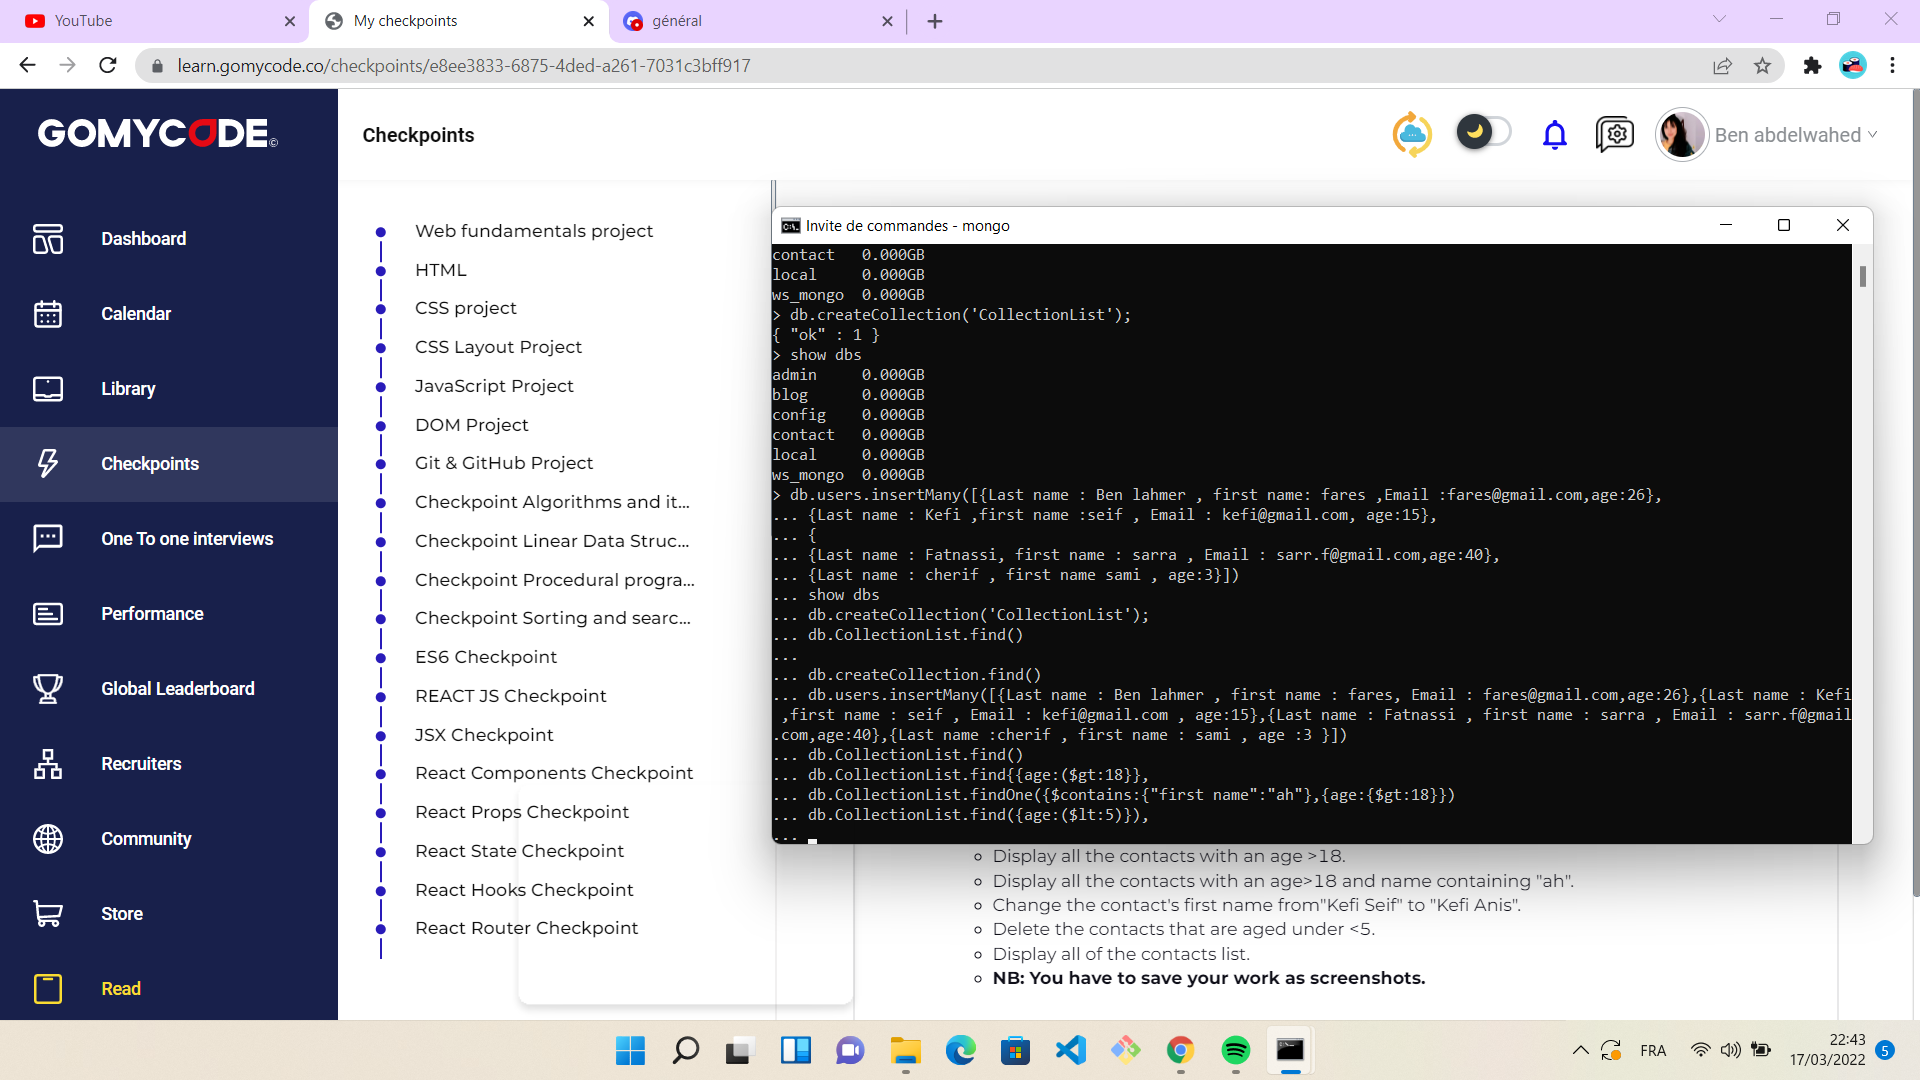 YouTube
My checkpoints
général
learn.gomycode.co/checkpoints/e8ee3833-6875-4ded-a261-7031c3bff917
GOMYCODE©
Checkpoints
Ben abdelwahed
Dashboard
Calendar
Library
Checkpoints
One To one interviews
Performance
Global Leaderboard
Recruiters
Community
Store
Read
Web fundamentals project
HTML
CSS project
CSS Layout Project
JavaScript Project
DOM Project
Git & GitHub Project
Checkpoint Algorithms and it...
Checkpoint Linear Data Struc...
Checkpoint Procedural progra...
Checkpoint Sorting and searc...
ES6 Checkpoint
REACT JS Checkpoint
JSX Checkpoint
React Components Checkpoint
React Props Checkpoint
React State Checkpoint
React Hooks Checkpoint
React Router Checkpoint
C:\. Invite de commandes - mongo
contact   0.000GB
local     0.000GB
ws_mongo  0.000GB
> db.createCollection('CollectionList');
{ "ok" : 1 }
> show dbs
admin     0.000GB
blog      0.000GB
config    0.000GB
contact   0.000GB
local     0.000GB
ws_mongo  0.000GB
> db.users.insertMany([{Last name : Ben lahmer , first name: fares ,Email :fares@gmail.com,age:26},
... {Last name : Kefi ,first name :seif , Email : kefi@gmail.com, age:15},
... {
... {Last name : Fatnassi, first name : sarra , Email : sarr.f@gmail.com,age:40},
... {Last name : cherif , first name sami , age:3}])
... show dbs
... db.createCollection('CollectionList');
... db.CollectionList.find()
...
... db.createCollection.find()
... db.users.insertMany([{Last name : Ben lahmer , first name : fares, Email : fares@gmail.com,age:26},{Last name : Kefi
 ,first name : seif , Email : kefi@gmail.com , age:15},{Last name : Fatnassi , first name : sarra , Email : sarr.f@gmail
.com,age:40},{Last name :cherif , first name : sami , age :3 }])
... db.CollectionList.find()
... db.CollectionList.find{{age:($gt:18}},
... db.CollectionList.findOne({$contains:{"first name":"ah"},{age:{$gt:18}})
... db.CollectionList.find({age:($lt:5)}),
...
Display all the contacts with an age >18.
Display all the contacts with an age>18 and name containing "ah".
Change the contact's first name from"Kefi Seif" to "Kefi Anis".
Delete the contacts that are aged under <5.
Display all of the contacts list.
NB: You have to save your work as screenshots.
FRA
22:43
17/03/2022
5